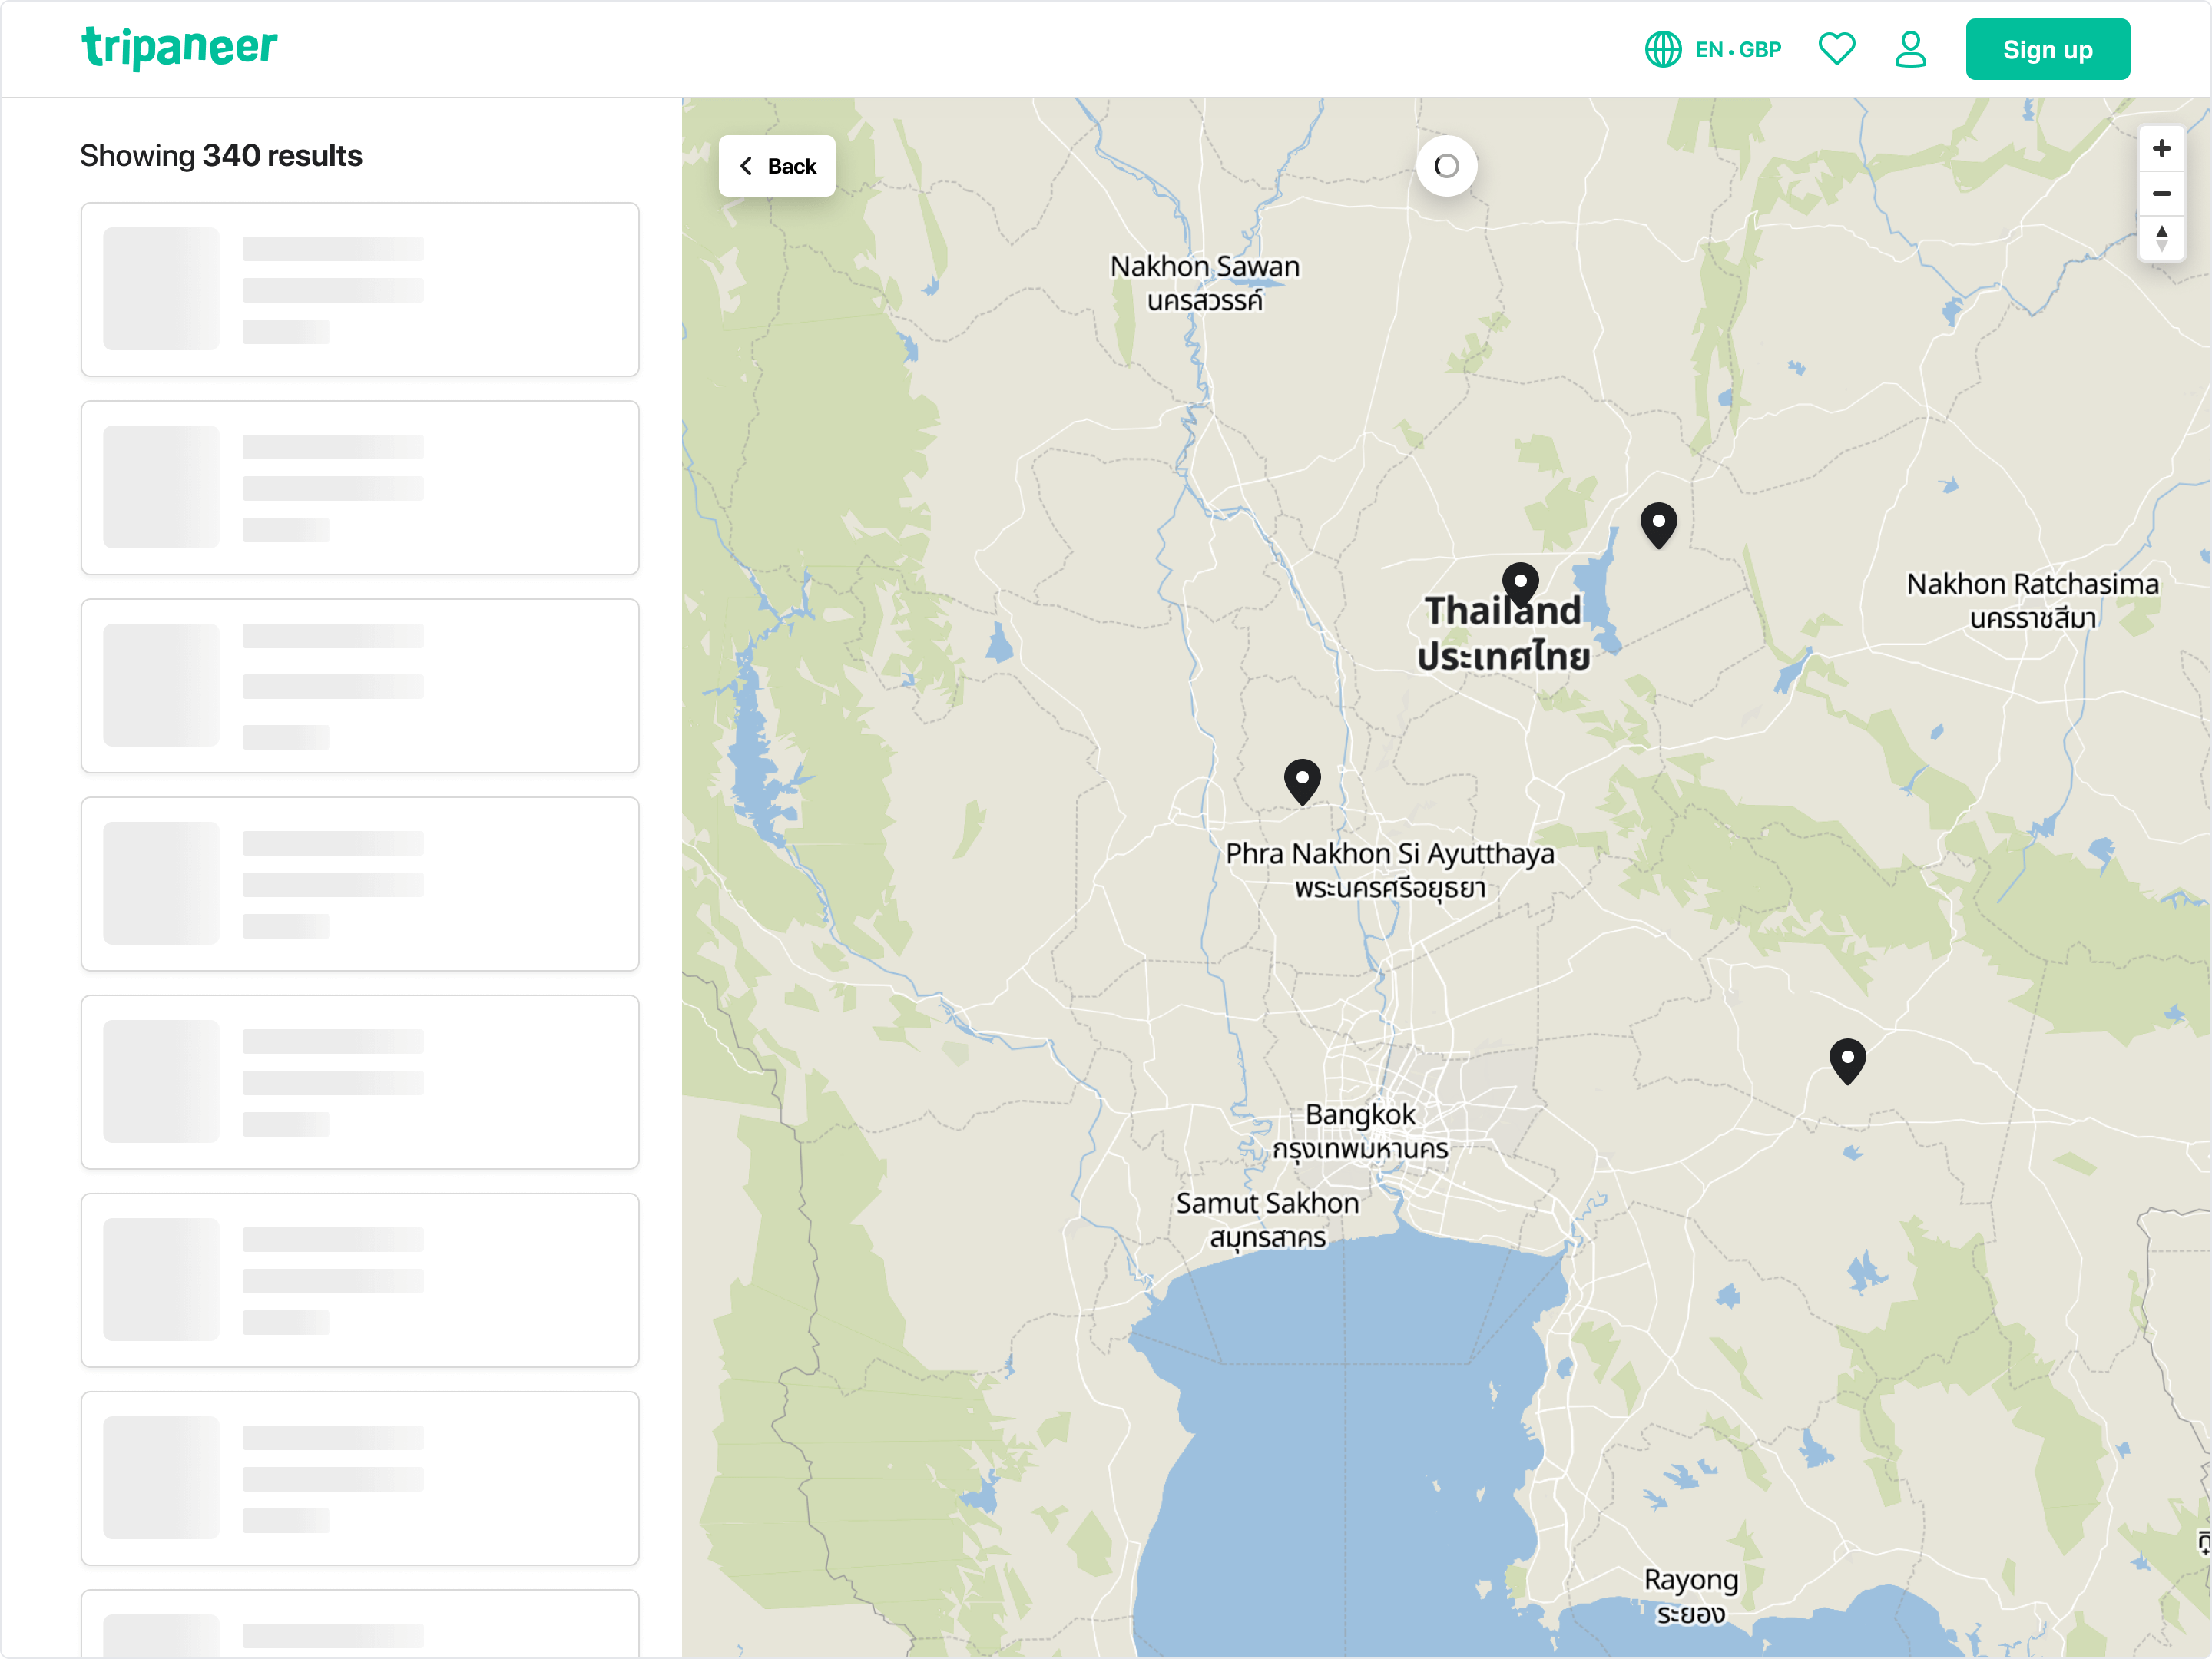 tripaneer
EN • GBP
Sign up
Showing 340 results
Back
Nakhon Sawan
นครสวรรค์
Nakhon Ratchasima
นครราชสีมา
Thailand
ประเทศไทย
Phra Nakhon Si Ayutthaya
พระนครศรีอยุธยา
Bangkok
กรุงเทพมหานคร
Samut Sakhon
สมุทรสาคร
Rayong
ระยอง